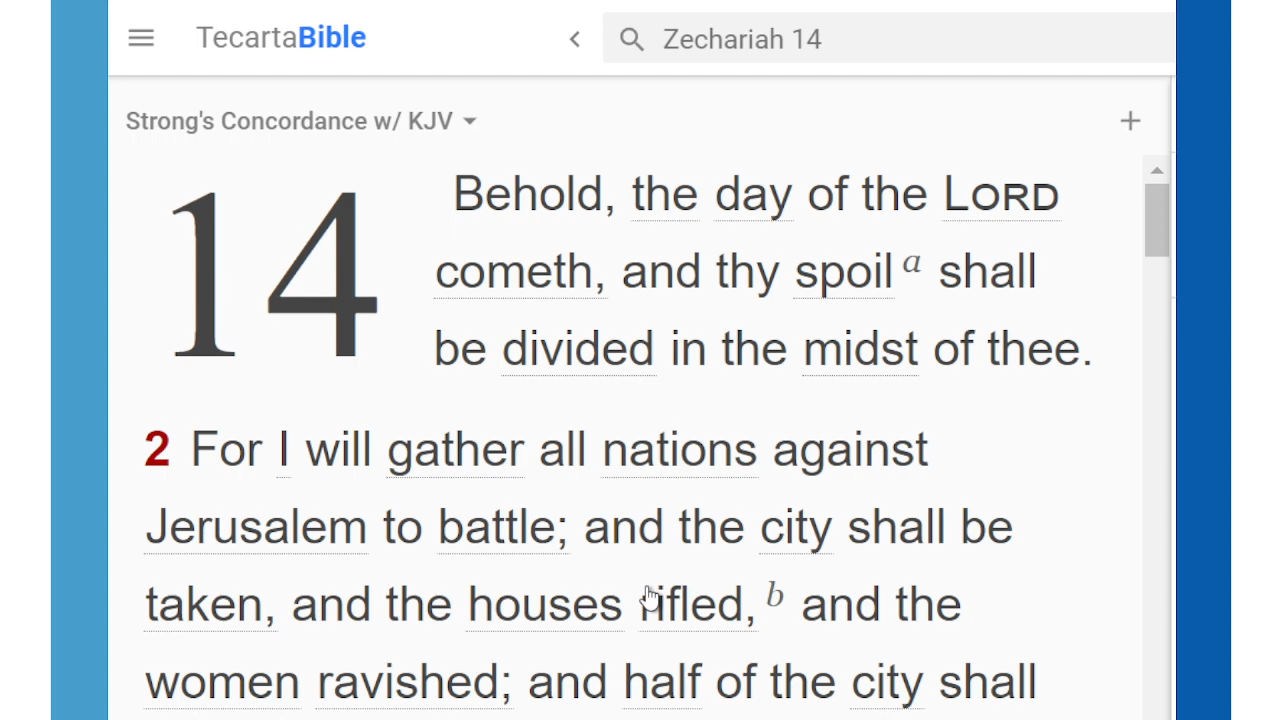 TecartaBible
Zechariah 14
Strong's Concordance w/ KJV
14 Behold, the day of the LORD
cometh, and thy spoil a shall
be divided in the midst of thee.
2 For I will gather all nations against
Jerusalem to battle; and the city shall be
taken, and the houses rifled, b and the
women ravished; and half of the city shall